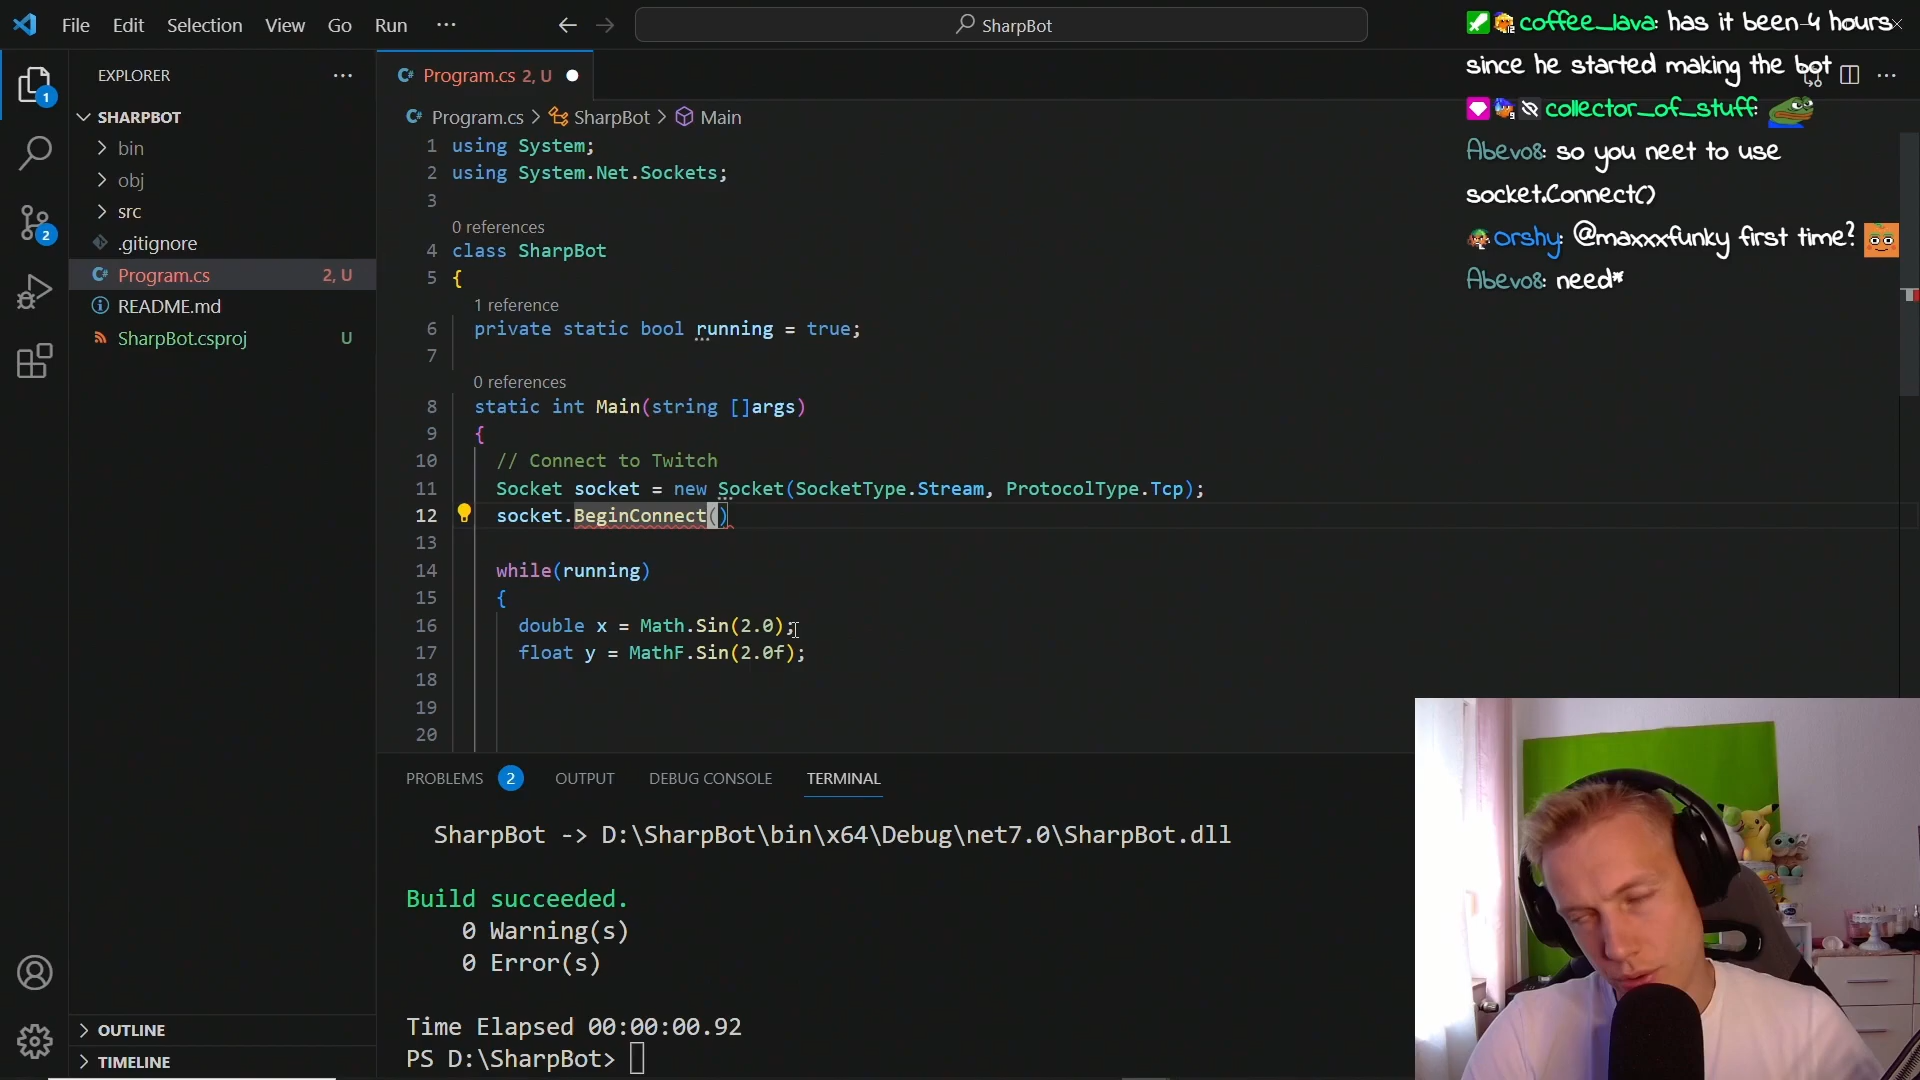 File Edit Selection View Go Run ···
SharpBot
EXPLORER
SHARPBOT
bin
obj
src
.gitignore
Program.cs 2, U
README.md
SharpBot.csproj U
OUTLINE
TIMELINE
1
2
Program.cs 2, U
Program.cs > SharpBot > Main
1 using System;
2 using System.Net.Sockets;
3
0 references
4 class SharpBot
5 {
1 reference
6 private static bool running = true;
7
0 references
8 static int Main(string []args)
9 {
10 // Connect to Twitch
11 Socket socket = new Socket(SocketType.Stream, ProtocolType.Tcp);
12 socket.BeginConnect()
13
14 while(running)
15 {
16 double x = Math.Sin(2.0);
17 float y = MathF.Sin(2.0f);
18
19
20
PROBLEMS 2 OUTPUT DEBUG CONSOLE TERMINAL
SharpBot -> D:\SharpBot\bin\x64\Debug\net7.0\SharpBot.dll
Build succeeded.
0 Warning(s)
0 Error(s)
Time Elapsed 00:00:00.92
PS D:\SharpBot>
coffee_lava: has it been 4 hours
since he started making the bot
collector_of_stuff:
Abevo8: so you neet to use
socket.Connect()
orshy: @maxxxfunky first time?
Abevo8: need*